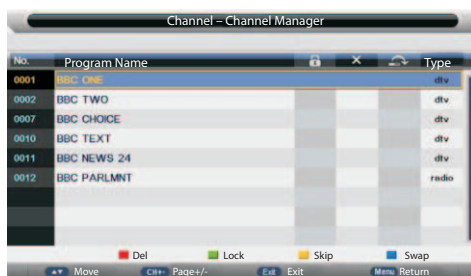 Channel – Channel Manager
No. Program Name Type
0001 BBC ONE dtv
0002 BBC TWO dtv
0007 BBC CHOICE dtv
0010 BBC TEXT dtv
0011 BBC NEWS 24 dtv
0012 BBC PARLMNT radio
Del Lock Skip Swap
Move CH+- Page+/- Exit Exit Menu Return